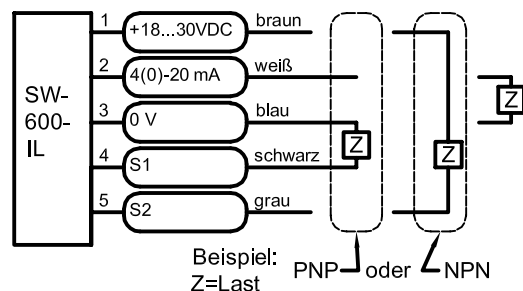 SW-
600-
IL
1 +18...30VDC braun
2 4(0)-20 mA weiß
3 0 V blau
4 S1 schwarz
5 S2 grau
Z
Z
Z
Beispiel:
Z=Last
PNP oder NPN